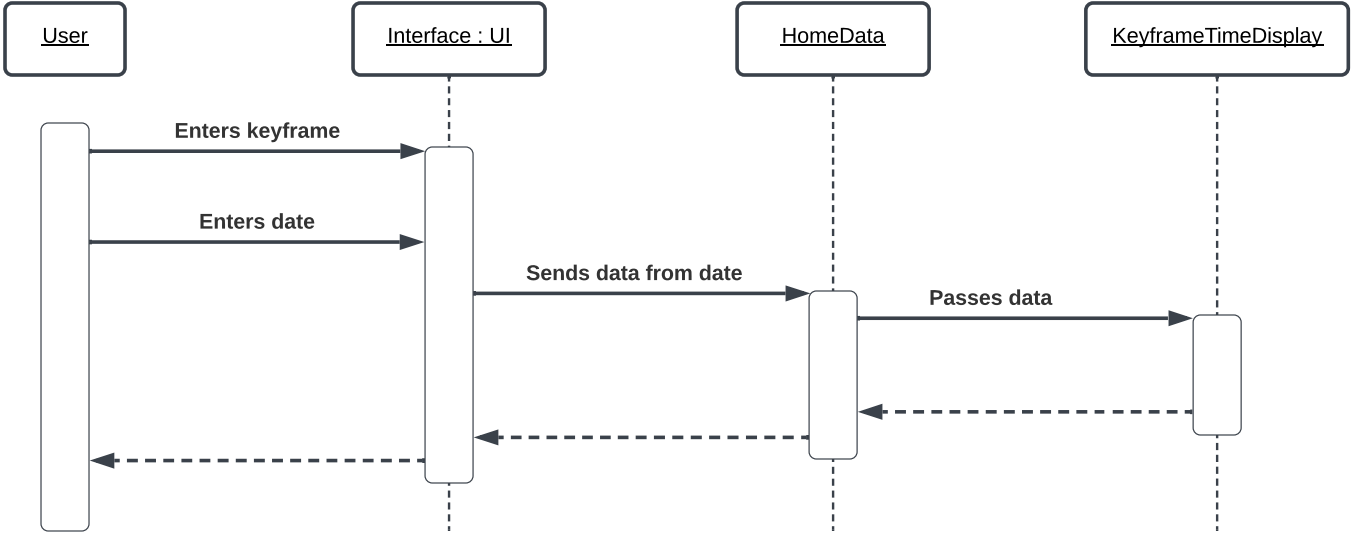 User
Interface : UI
HomeData
KeyframeTimeDisplay
Enters keyframe
Enters date
Sends data from date
Passes data